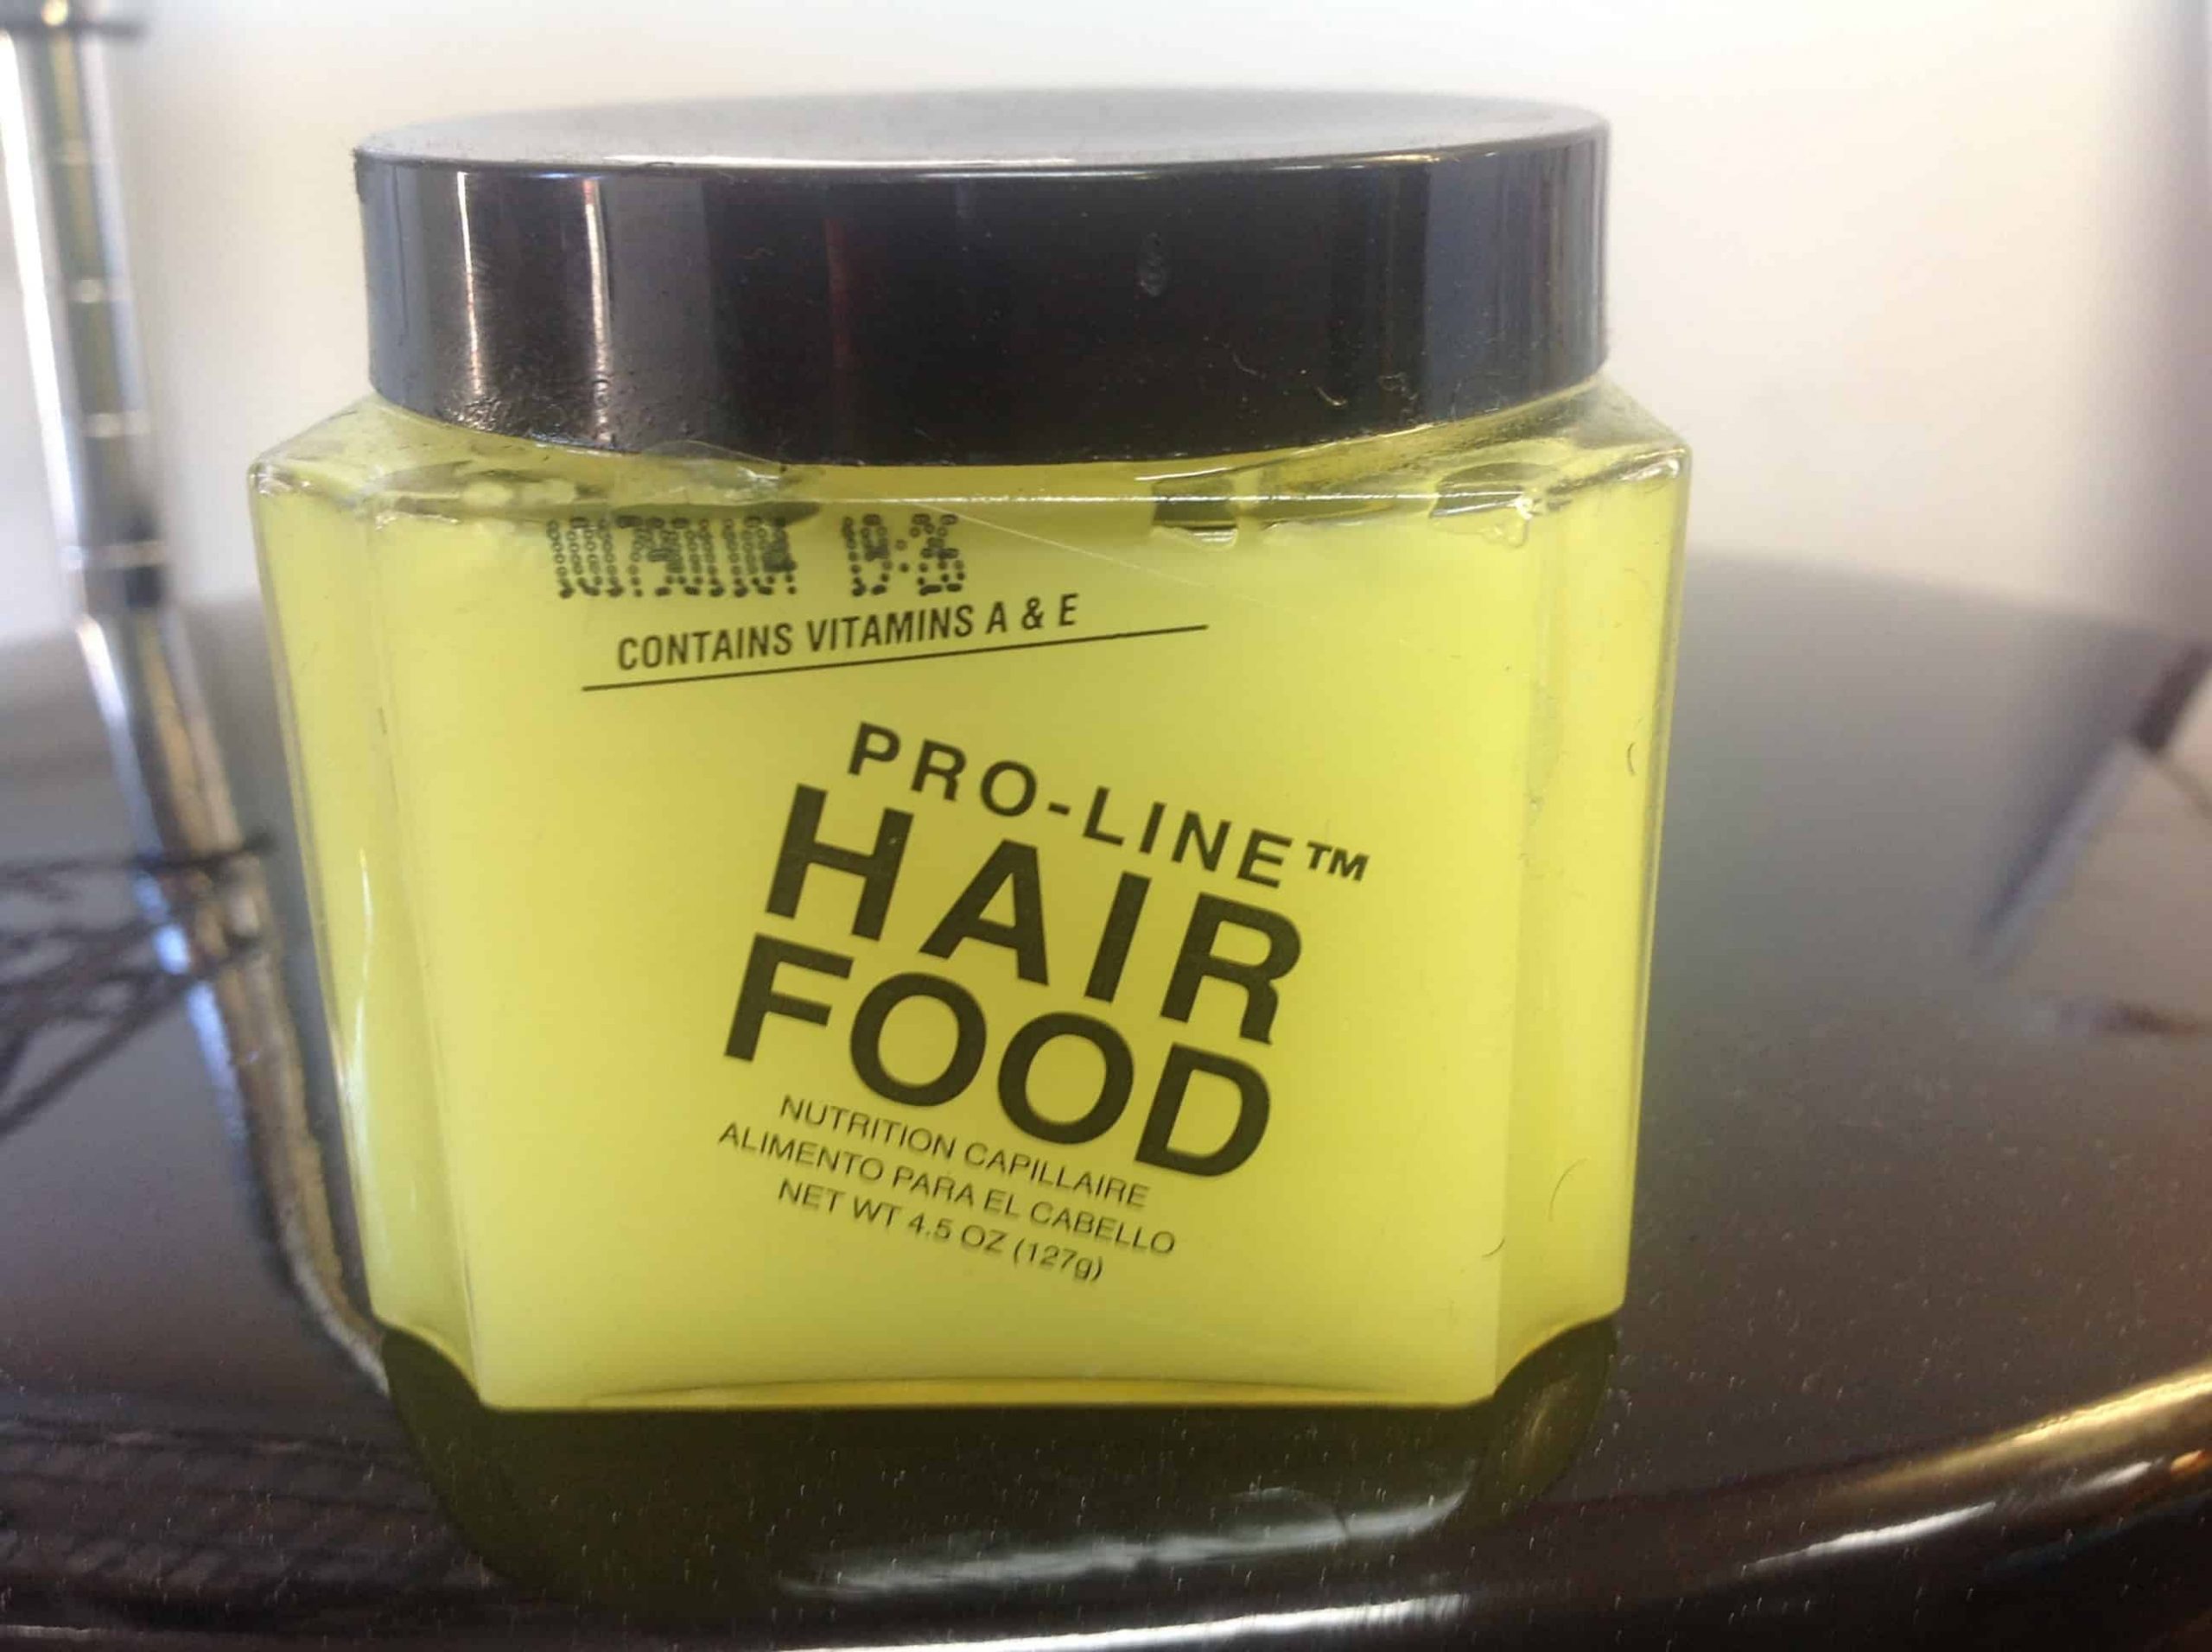 CONTAINS VITAMINS A & E
PRO-LINE™
HAIR
FOOD
NUTRITION CAPILLAIRE
ALIMENTO PARA EL CABELLO
NET WT 4.5 OZ (127g)